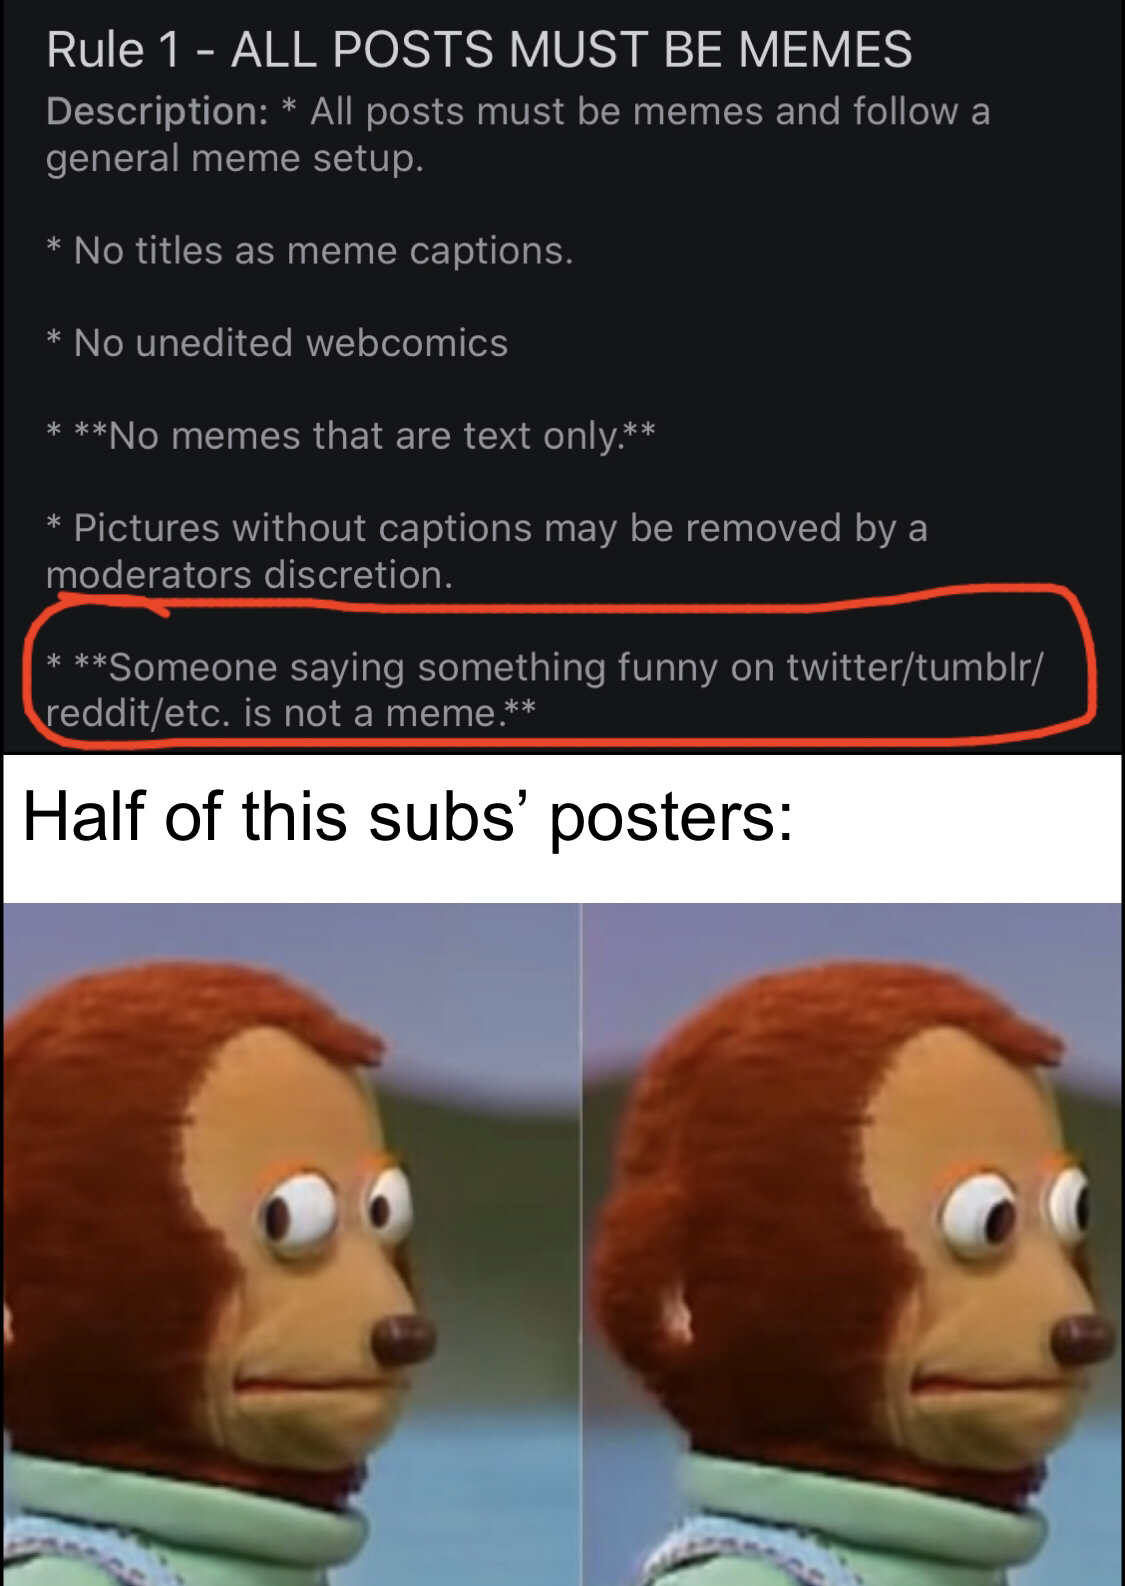 Rule 1 - ALL POSTS MUST BE MEMES
Description: * All posts must be memes and follow a
general meme setup.
* No titles as meme captions.
* No unedited webcomics
* **No memes that are text only.**
* Pictures without captions may be removed by a
moderators discretion.
* **Someone saying something funny on twitter/tumblr/
reddit/etc. is not a meme.**
Half of this subs’ posters: